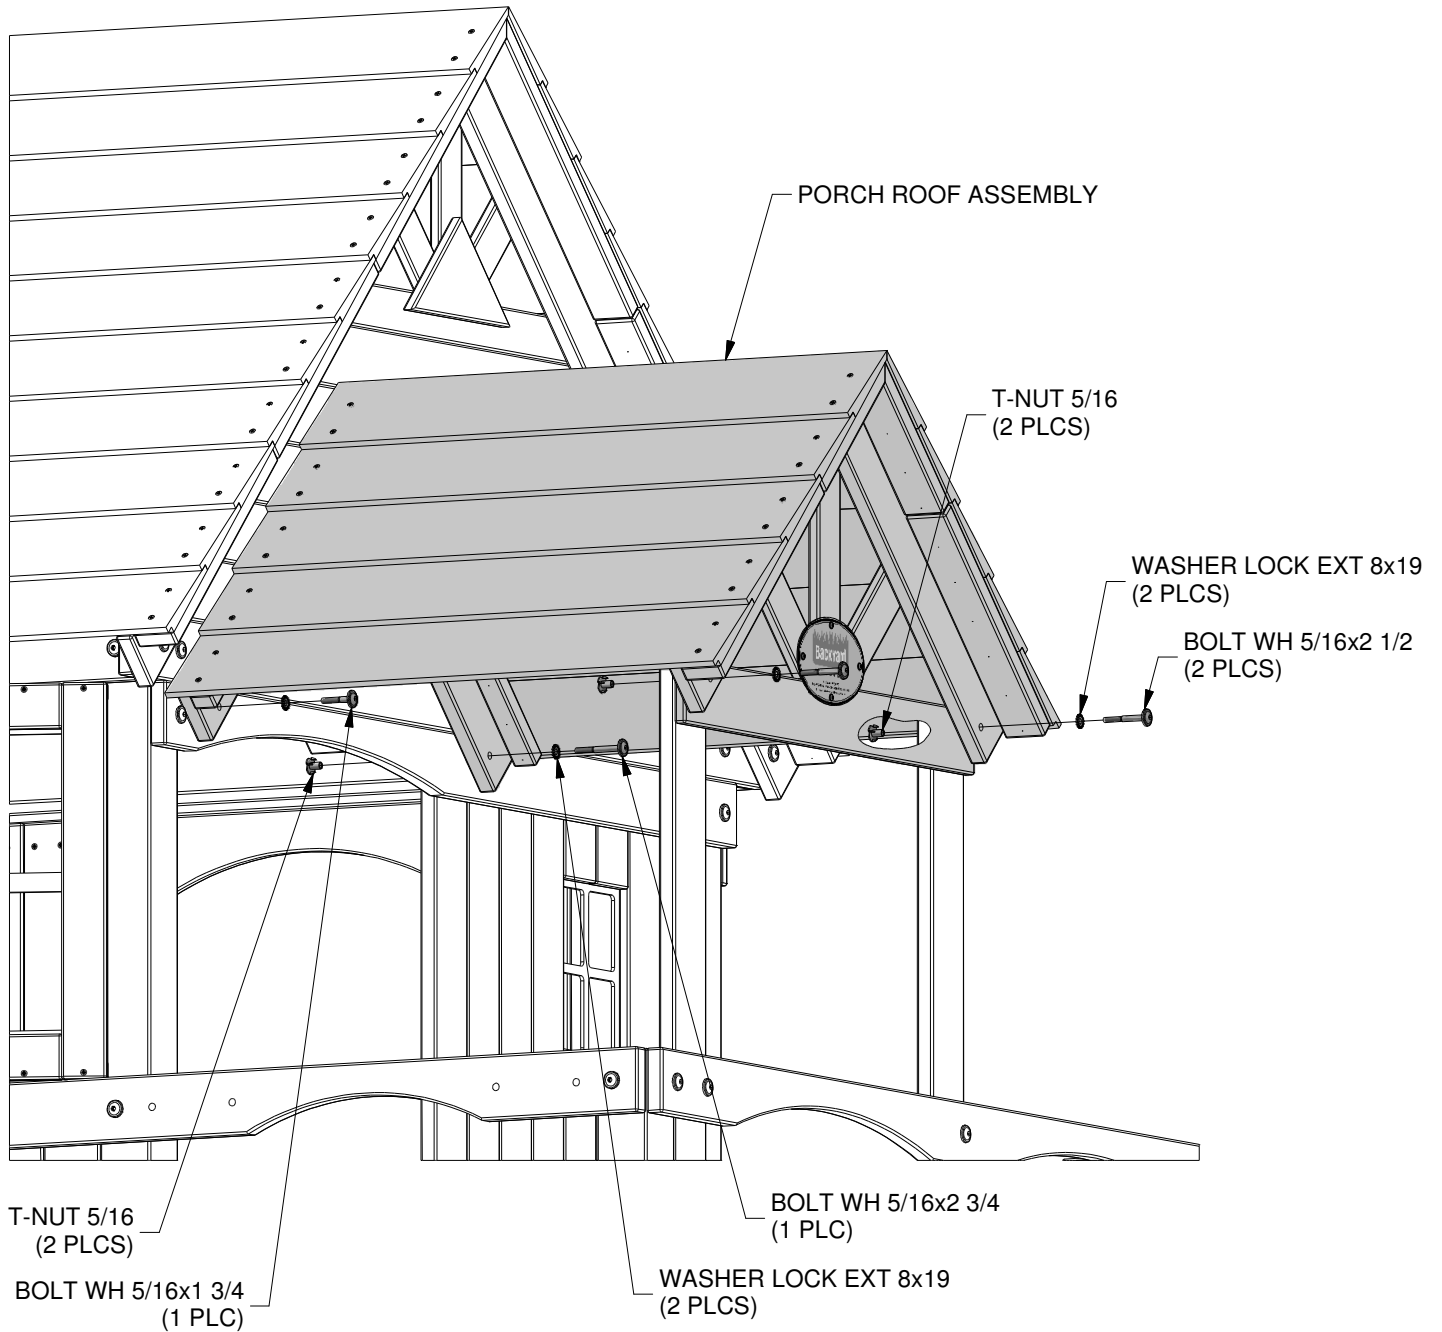 PORCH ROOF ASSEMBLY
T-NUT 5/16
(2 PLCS)
WASHER LOCK EXT 8x19
(2 PLCS)
BOLT WH 5/16x2 1/2
(2 PLCS)
Backyard
T-NUT 5/16
(2 PLCS)
BOLT WH 5/16x1 3/4
(1 PLC)
BOLT WH 5/16x2 3/4
(1 PLC)
WASHER LOCK EXT 8x19
(2 PLCS)